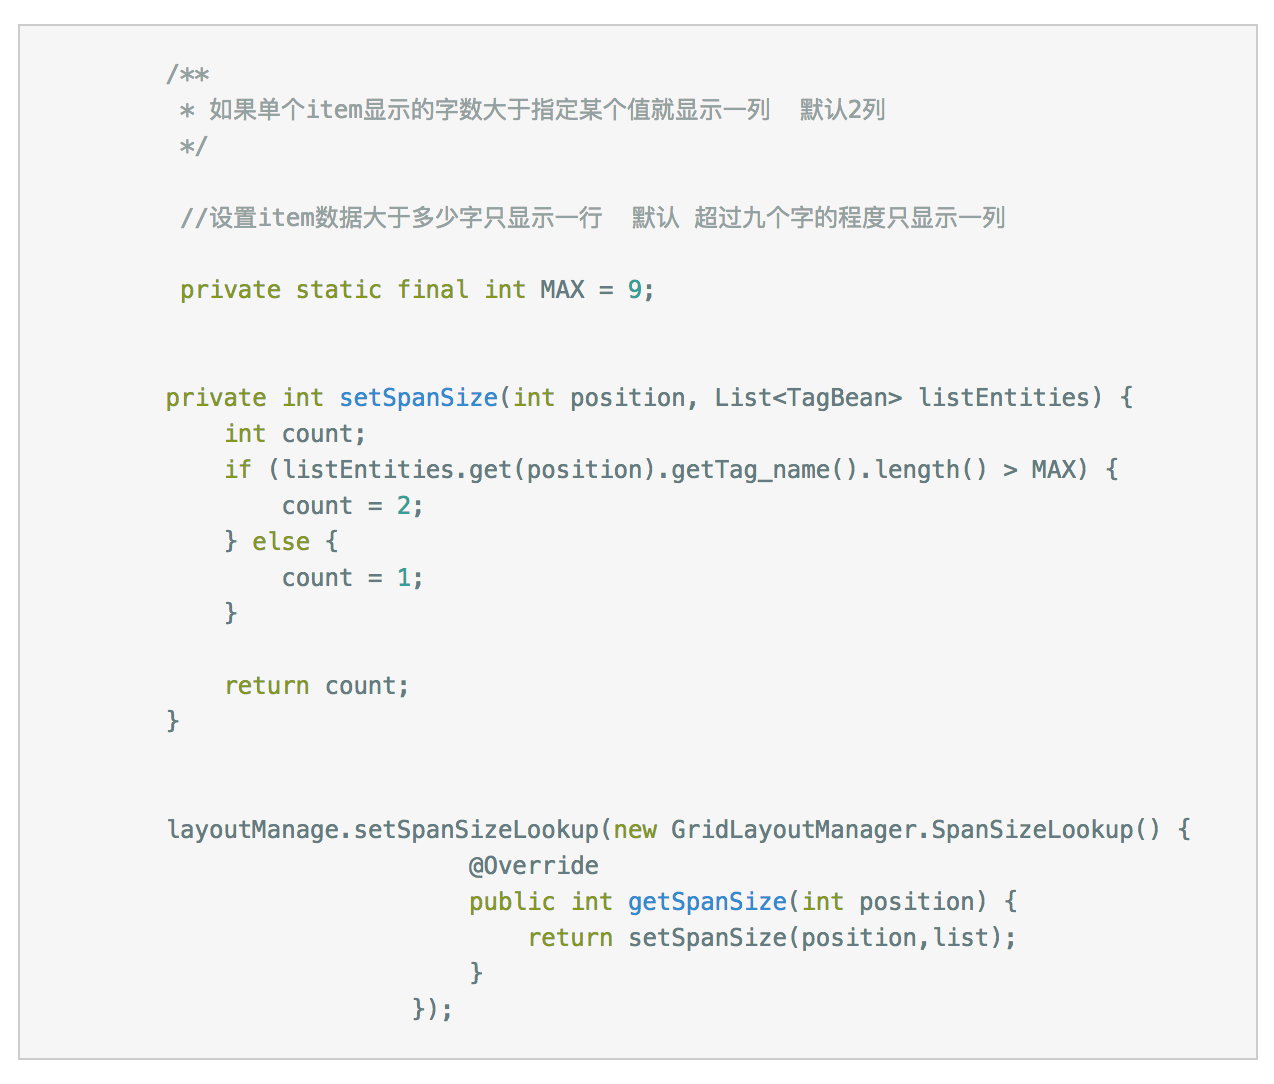 /**
 * 如果单个item显示的字数大于指定某个值就显示一列  默认2列
 */
//设置item数据大于多少字只显示一行  默认 超过九个字的程度只显示一列
private static final int MAX = 9;
private int setSpanSize(int position, List<TagBean> listEntities) {
    int count;
    if (listEntities.get(position).getTag_name().length() > MAX) {
        count = 2;
    } else {
        count = 1;
    }
    return count;
}
layoutManage.setSpanSizeLookup(new GridLayoutManager.SpanSizeLookup() {
                     @Override
                     public int getSpanSize(int position) {
                         return setSpanSize(position,list);
                     }
                 });